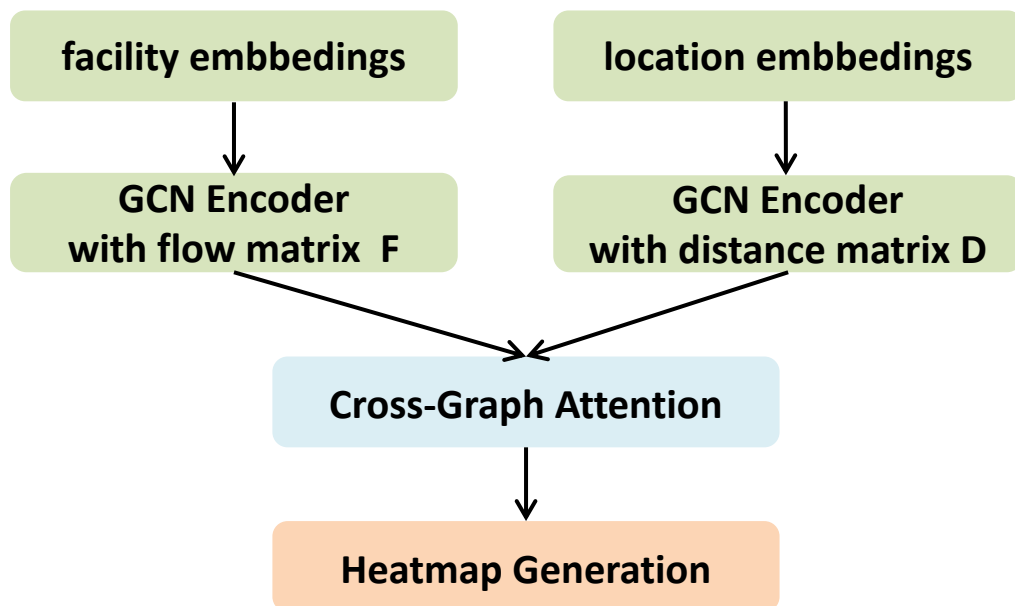 facility embbedings
location embbedings
GCN Encoder
with flow matrix F
GCN Encoder
with distance matrix D
Cross-Graph Attention
Heatmap Generation